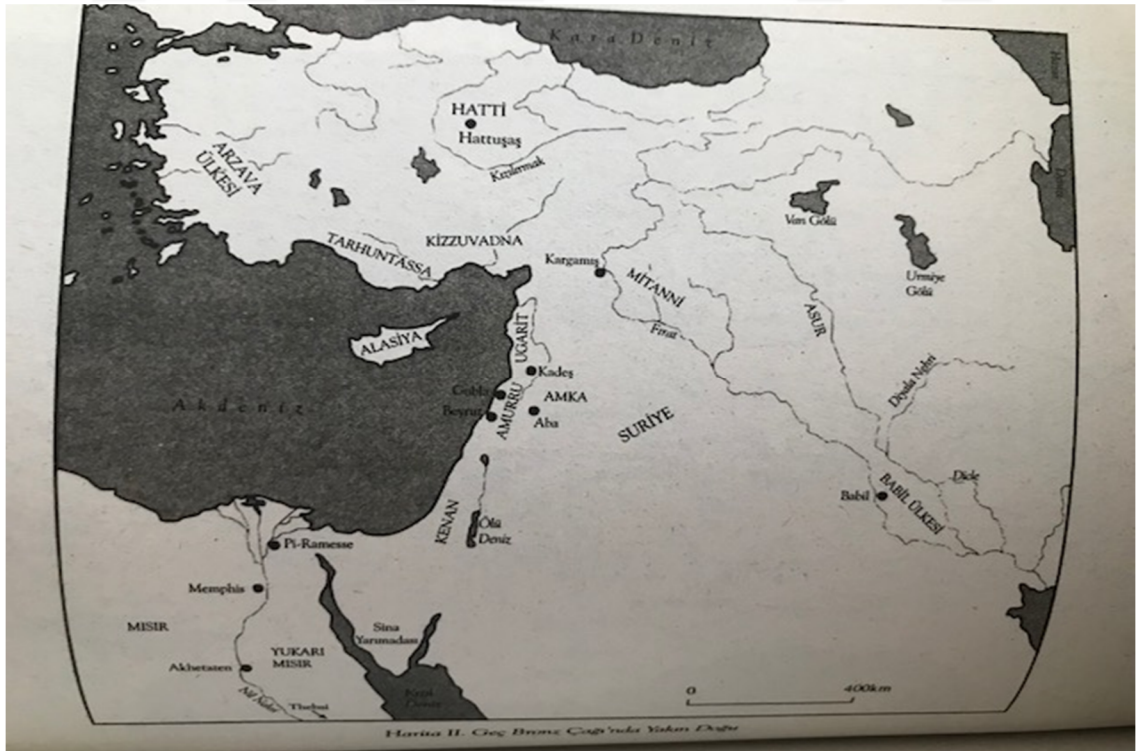 Kara Deniz
Hazar
Denizi
HATTİ
Hattuşaş
Kızılırmak
ARZAVA
ÜLKESİ
Van Gölü
Urmiye
Gölü
TARHUNTASSA
KİZZUVADNA
Kargamış
MİTANNİ
Fırat
ASUR
Diyala Nehri
ALASİYA
UGARİT
Kadeş
Gubla
AMKA
Beyrut
AMURRU
Aba
SURİYE
Akdeniz
Babil
BABİL ÜLKESİ
Dicle
KENAN
Ölü
Deniz
Pi-Ramesse
Memphis
MISIR
Sina
Yarımadası
YUKARI
MISIR
Akhetaten
Nil Nehri
Thebai
Kızıl
Deniz
0 400km
Harita II. Geç Bronz Çağı'nda Yakın Doğu